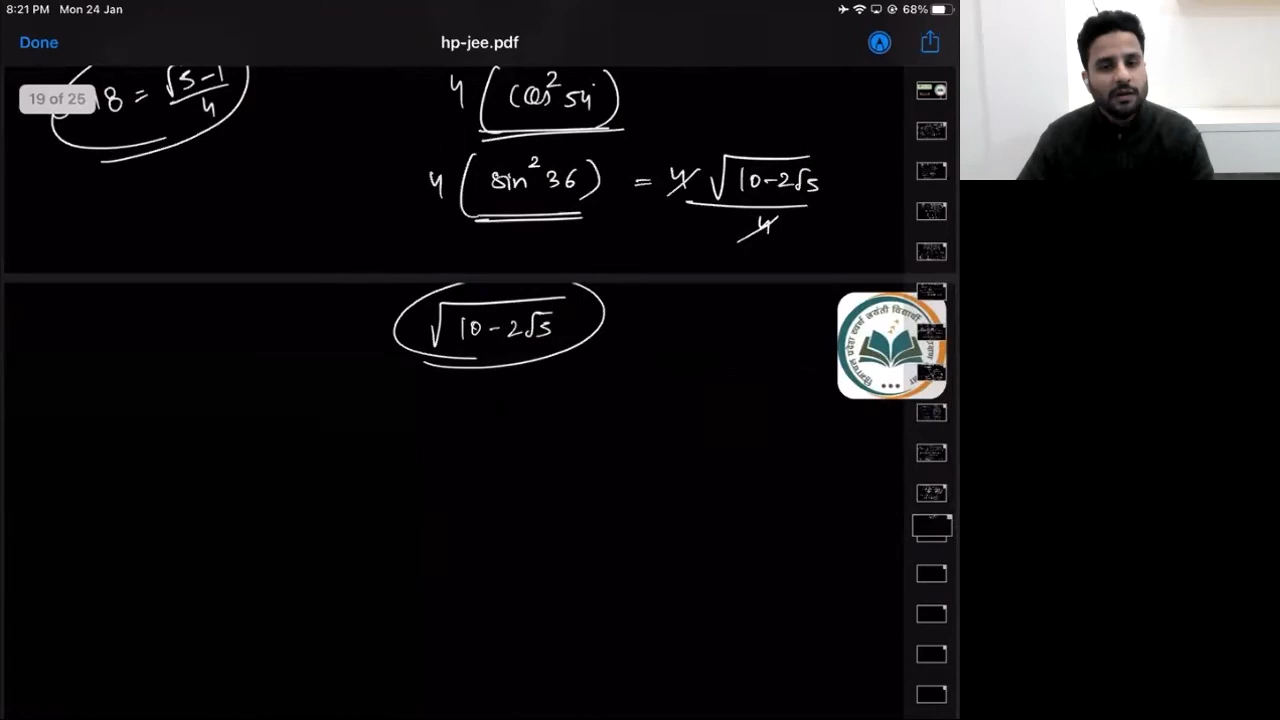 8:21 PM Mon 24 Jan
68%
Done
hp-jee.pdf
19 of 25
18 = √5-1/4
4 (cos² 54°)
4 (sin² 36) = 4 √10-2√5 / 4
√10-2√5